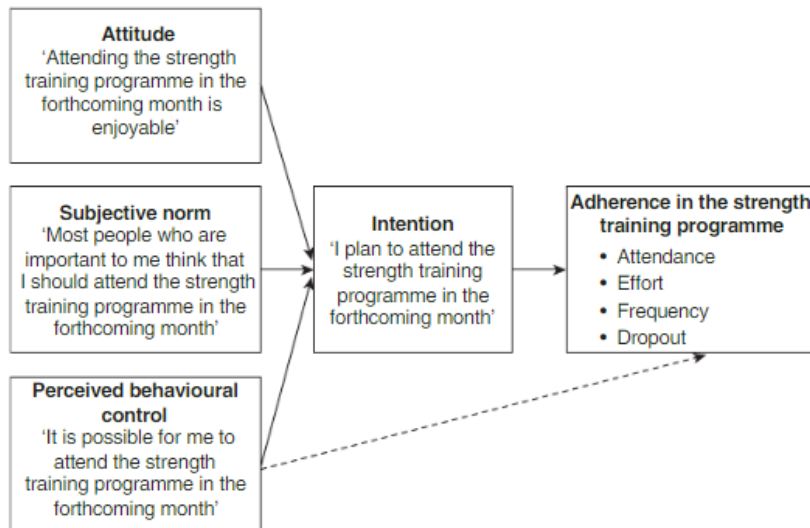 Attitude
'Attending the strength
training programme in the
forthcoming month is
enjoyable'
Subjective norm
'Most people who are
important to me think that
I should attend the strength
training programme in the
forthcoming month'
Perceived behavioural
control
'It is possible for me to
attend the strength
training programme in the
forthcoming month'
Intention
'I plan to attend the
strength training
programme in the
forthcoming month'
Adherence in the strength
training programme
• Attendance
• Effort
• Frequency
• Dropout